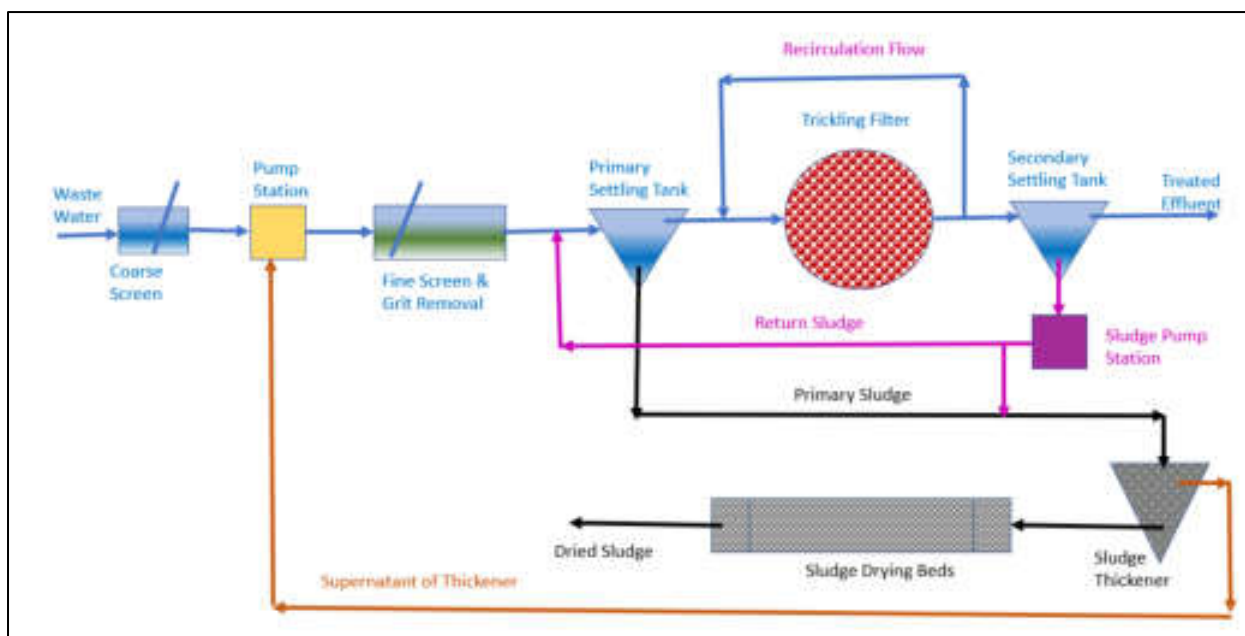 Recirculation Flow
Trickling Filter
Pump
Station
Primary
Settling Tank
Secondary
Settling Tank
Waste
Water
Treated
Effluent
Coarse
Screen
Fine Screen &
Grit Removal
Return Sludge
Sludge Pump
Station
Primary Sludge
Dried Sludge
Sludge Drying Beds
Sludge
Thickener
Supernatant of Thickener